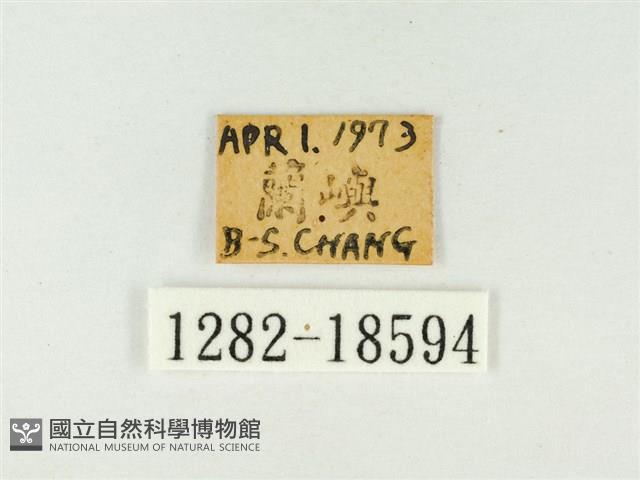 APR 1. 1973
蘭嶼
B-S. CHANG
1282-18594
國立自然科學博物館
NATIONAL MUSEUM OF NATURAL SCIENCE